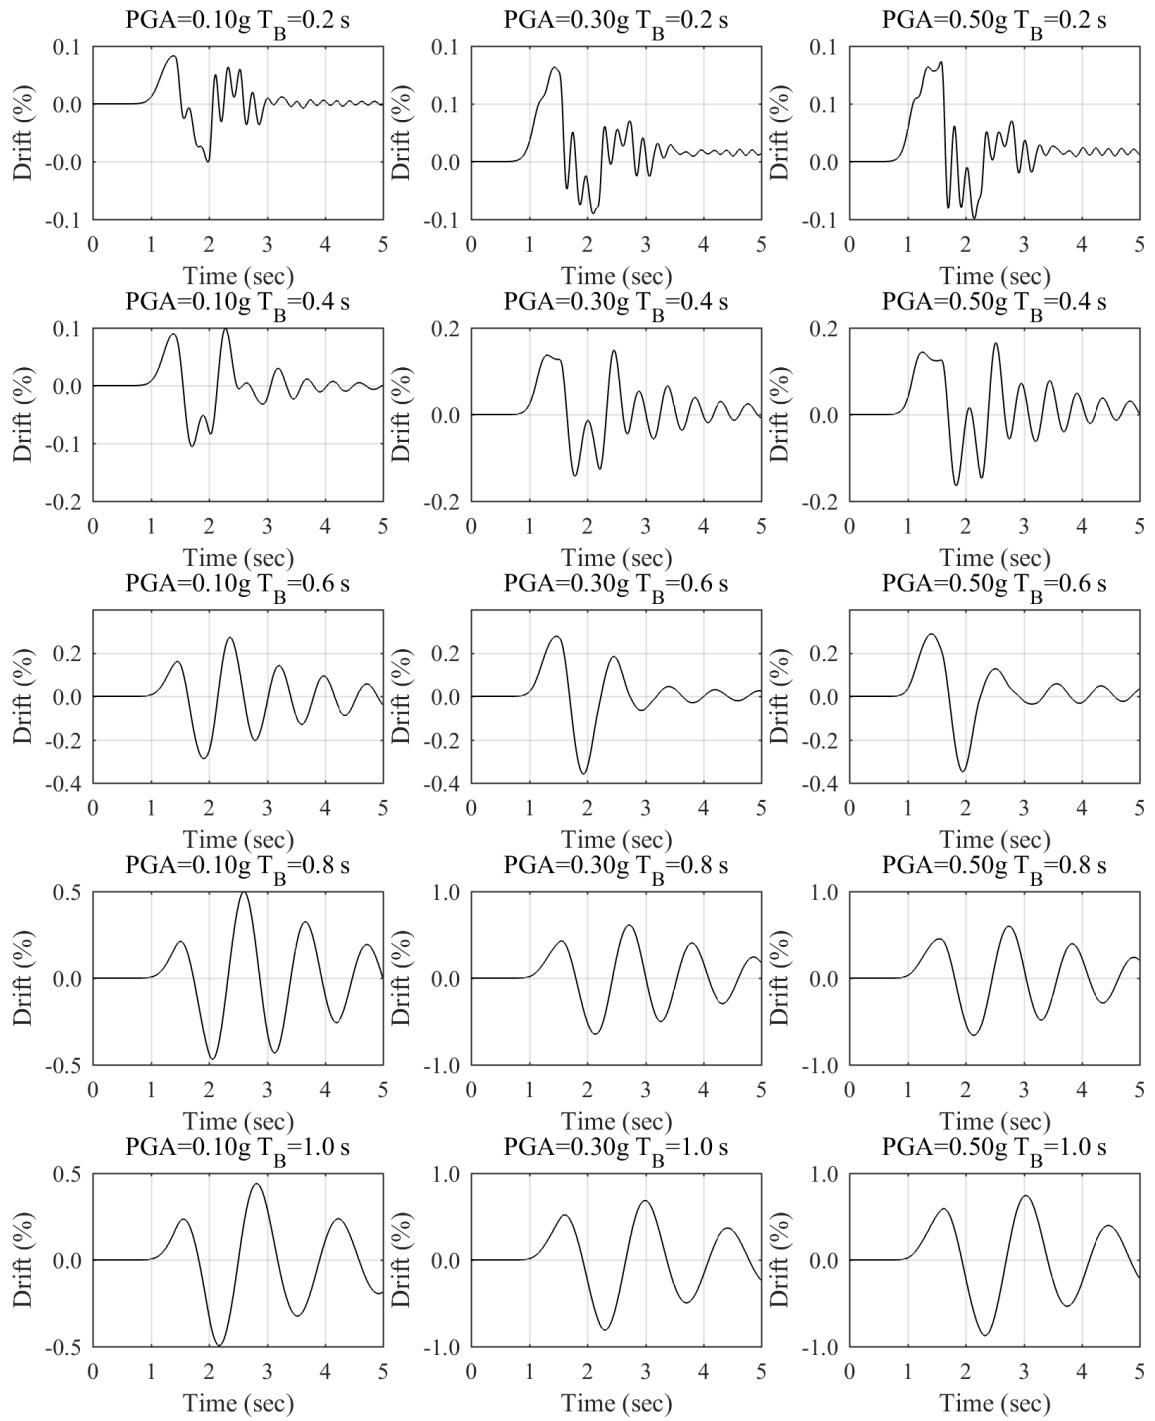 PGA=0.10g T_B=0.2 s PGA=0.30g T_B=0.2 s PGA=0.50g T_B=0.2 s
0.1 0.1 0.1
0.0 0.1 0.1
-0.0 0.0 0.0
-0.1 -0.1 -0.1
Drift (%) Drift (%) Drift (%)
0 1 2 3 4 5 0 1 2 3 4 5 0 1 2 3 4 5
Time (sec) Time (sec) Time (sec)
PGA=0.10g T_B=0.4 s PGA=0.30g T_B=0.4 s PGA=0.50g T_B=0.4 s
0.1 0.2 0.2
0.0 0.0 0.0
-0.1
-0.2 -0.2 -0.2
Drift (%) Drift (%) Drift (%)
0 1 2 3 4 5 0 1 2 3 4 5 0 1 2 3 4 5
Time (sec) Time (sec) Time (sec)
PGA=0.10g T_B=0.6 s PGA=0.30g T_B=0.6 s PGA=0.50g T_B=0.6 s
0.2 0.2 0.2
0.0 0.0 0.0
-0.2 -0.2 -0.2
-0.4 -0.4 -0.4
Drift (%) Drift (%) Drift (%)
0 1 2 3 4 5 0 1 2 3 4 5 0 1 2 3 4 5
Time (sec) Time (sec) Time (sec)
PGA=0.10g T_B=0.8 s PGA=0.30g T_B=0.8 s PGA=0.50g T_B=0.8 s
0.5 1.0 1.0
0.0 0.0 0.0
-0.5 -1.0 -1.0
Drift (%) Drift (%) Drift (%)
0 1 2 3 4 5 0 1 2 3 4 5 0 1 2 3 4 5
Time (sec) Time (sec) Time (sec)
PGA=0.10g T_B=1.0 s PGA=0.30g T_B=1.0 s PGA=0.50g T_B=1.0 s
0.5 1.0 1.0
0.0 0.0 0.0
-0.5 -1.0 -1.0
Drift (%) Drift (%) Drift (%)
0 1 2 3 4 5 0 1 2 3 4 5 0 1 2 3 4 5
Time (sec) Time (sec) Time (sec)